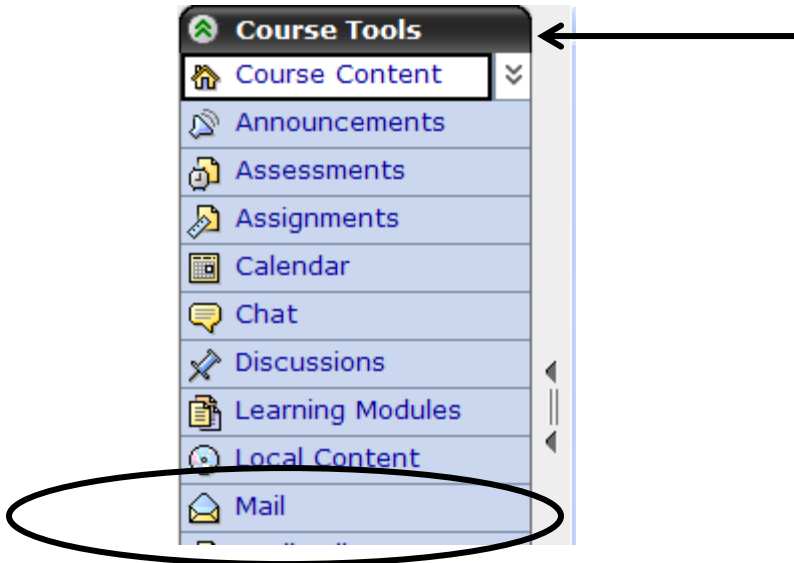 Course Tools
Course Content
Announcements
Assessments
Assignments
Calendar
Chat
Discussions
Learning Modules
Local Content
Mail